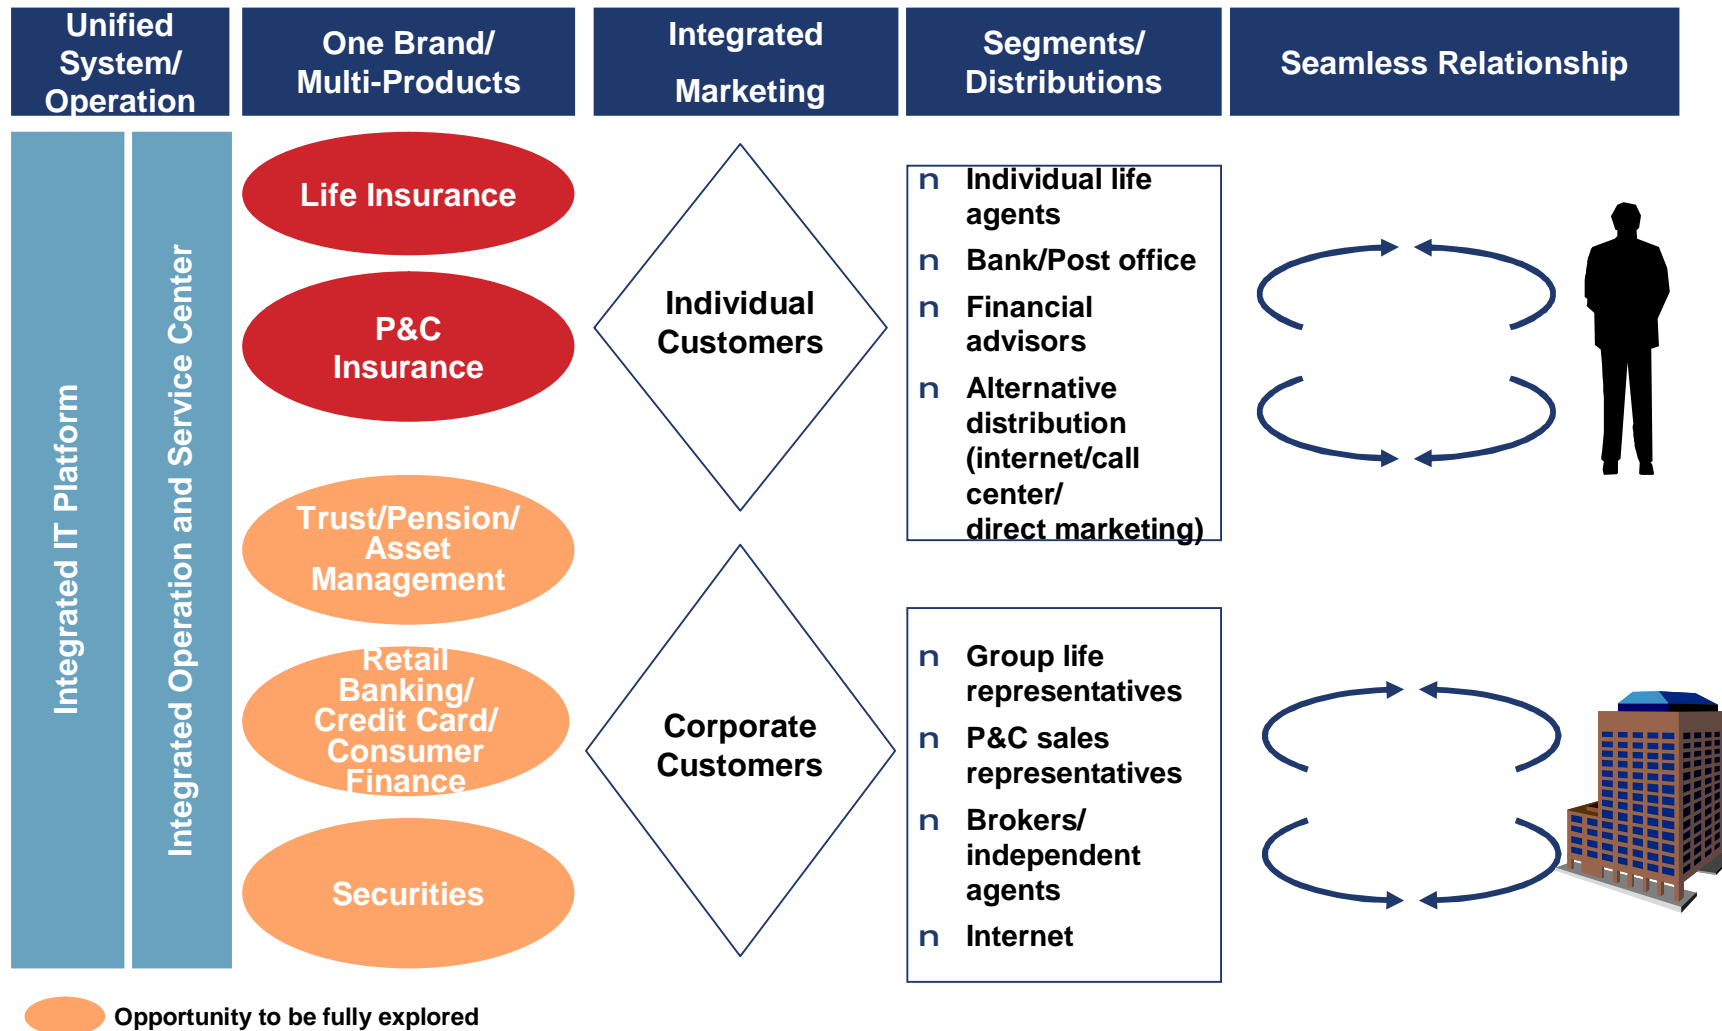 Unified
System/
Operation
One Brand/
Multi-Products
Integrated
Marketing
Segments/
Distributions
Seamless Relationship
Integrated IT Platform
Integrated Operation and Service Center
Life Insurance
P&C
Insurance
Trust/Pension/
Asset
Management
Retail
Banking/
Credit Card/
Consumer
Finance
Securities
Individual
Customers
Corporate
Customers
n Individual life
agents
n Bank/Post office
n Financial
advisors
n Alternative
distribution
(internet/call
center/
direct marketing)
n Group life
representatives
n P&C sales
representatives
n Brokers/
independent
agents
n Internet
Opportunity to be fully explored